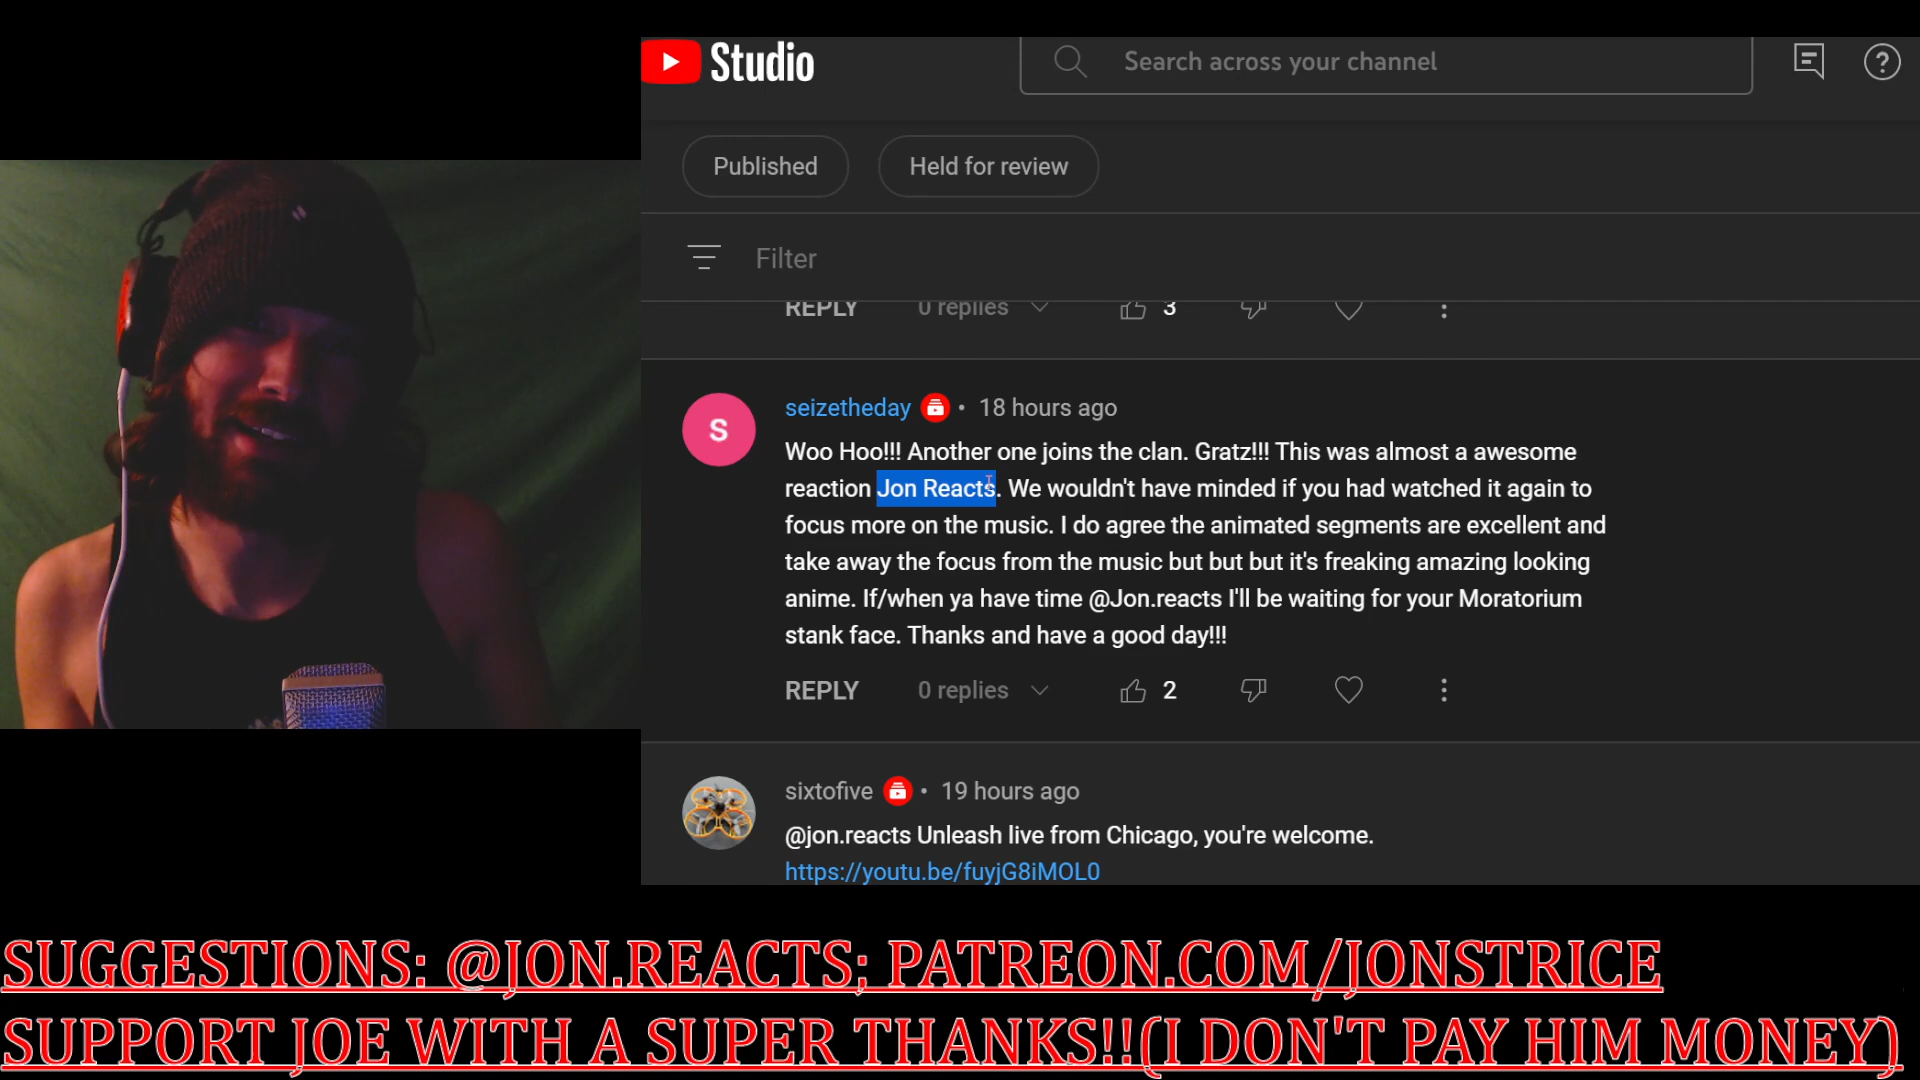 Studio
Search across your channel
Published
Held for review
Filter
REPLY 0 replies 3
S
seizetheday • 18 hours ago
Woo Hoo!!! Another one joins the clan. Gratz!!! This was almost a awesome
reaction Jon Reacts. We wouldn't have minded if you had watched it again to
focus more on the music. I do agree the animated segments are excellent and
take away the focus from the music but but but it's freaking amazing looking
anime. If/when ya have time @Jon.reacts I'll be waiting for your Moratorium
stank face. Thanks and have a good day!!!
REPLY 0 replies 2
sixtofive • 19 hours ago
@jon.reacts Unleash live from Chicago, you're welcome.
https://youtu.be/fuyjG8iMOL0
SUGGESTIONS: @JON.REACTS; PATREON.COM/JONSTRICE
SUPPORT JOE WITH A SUPER THANKS!!(I DON'T PAY HIM MONEY)